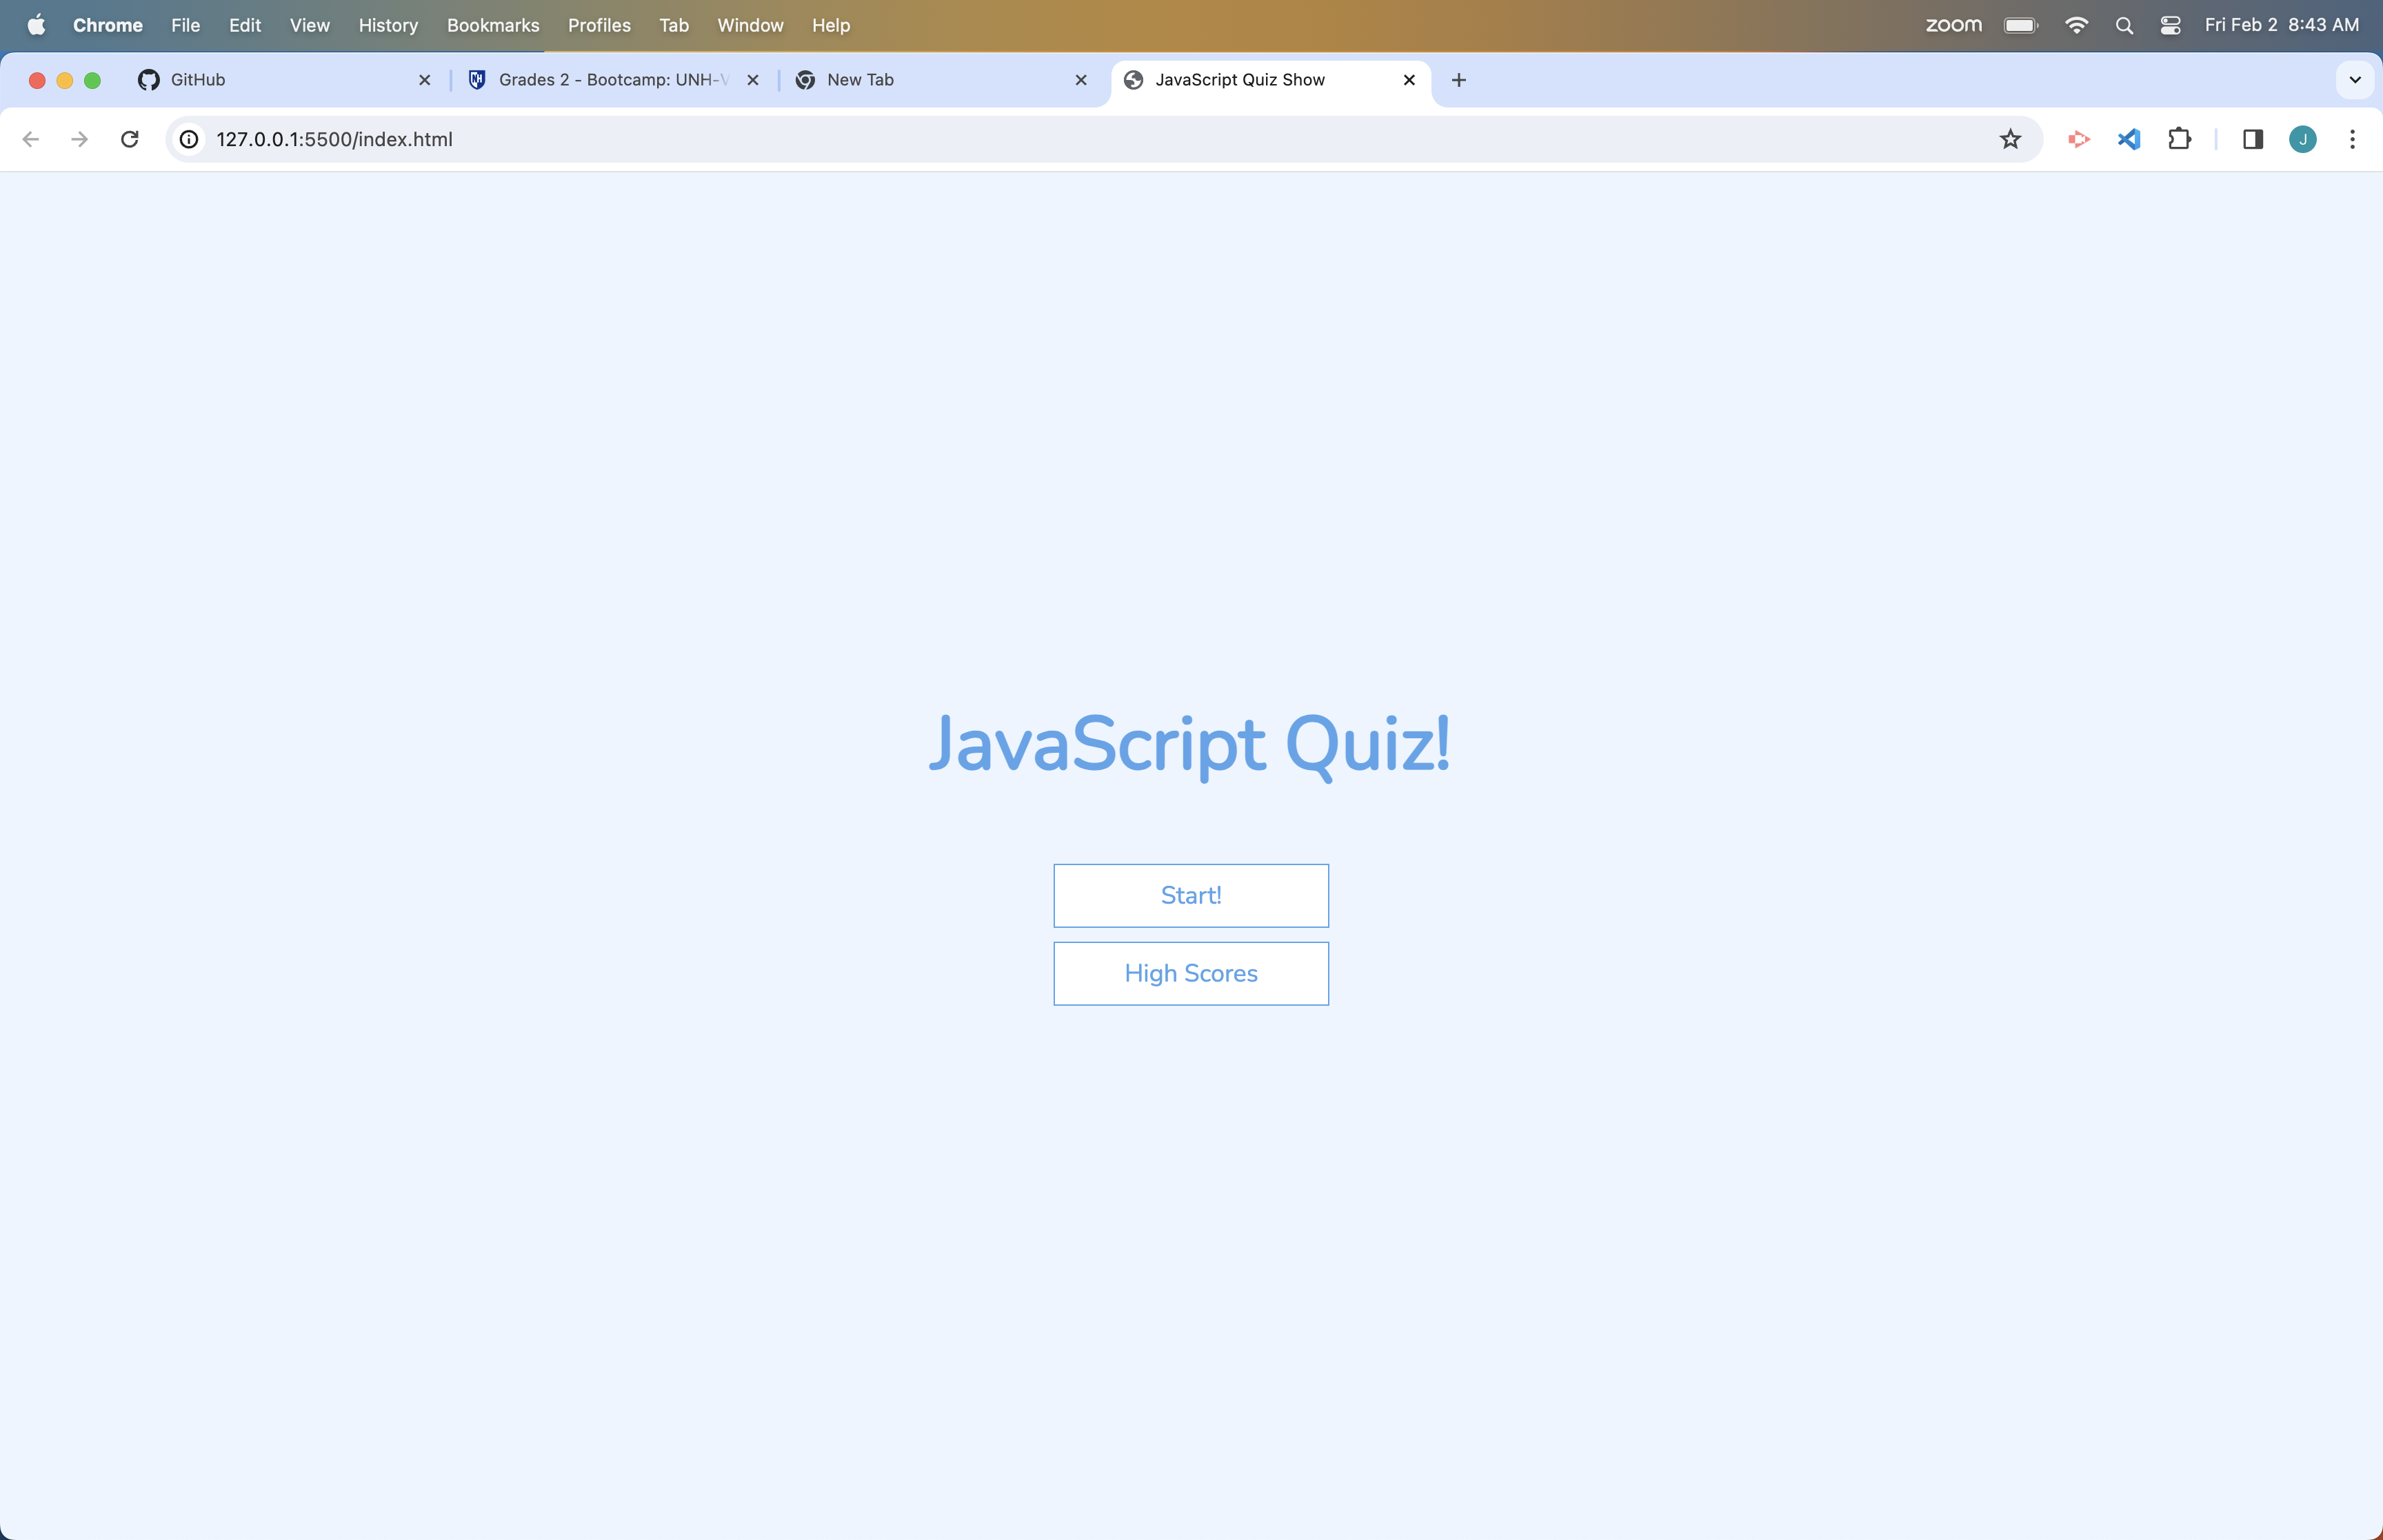 Chrome File Edit View History Bookmarks Profiles Tab Window Help zoom Fri Feb 2 8:43 AM
GitHub Grades 2 - Bootcamp: UNH-V New Tab JavaScript Quiz Show
127.0.0.1:5500/index.html J
JavaScript Quiz!
Start!
High Scores